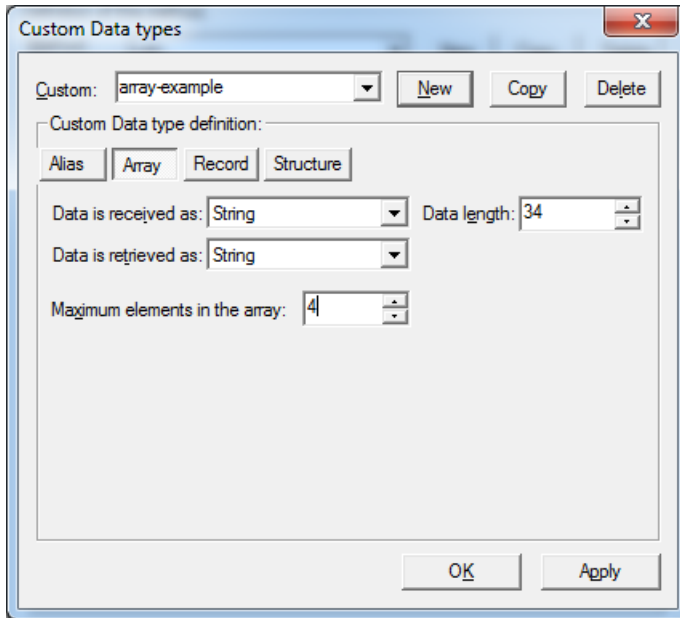 Custom Data types
x
Custom: array-example New Copy Delete
Custom Data type definition:
Alias Array Record Structure
Data is received as: String Data length: 34
Data is retrieved as: String
Maximum elements in the array: 4
OK Apply